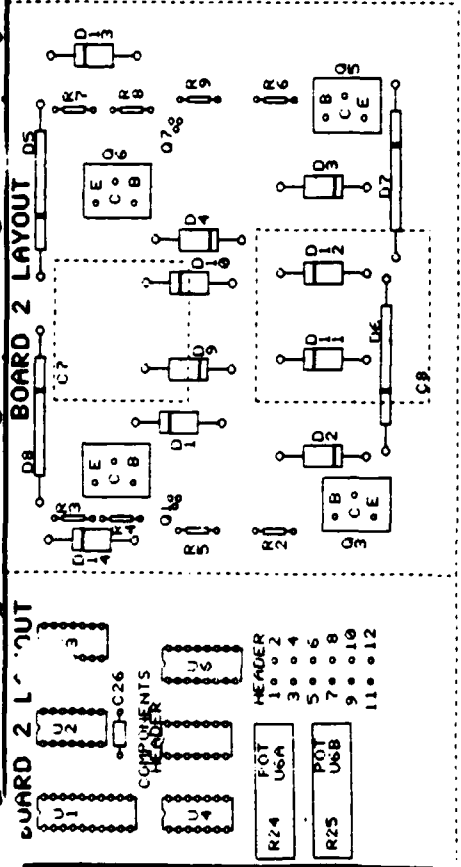 BOARD 2 LAYOUT
D13
D5
R7
R8
R9
R6
Q5
B
C
E
Q7
Q6
E
C
B
D3
D7
D4
D10
D12
C7
D9
D11
D6
C8
D8
D1
D2
E
C
B
R3
R4
D14
Q1
R5
R2
Q3
B
C
E
BOARD 2
3
U2
C26
COMPONENTS
HEADER
U5
U1
U4
HEADER
1 2
3 4
5 6
7 8
9 10
11 12
R24
POT
U6A
R25
POT
U6B